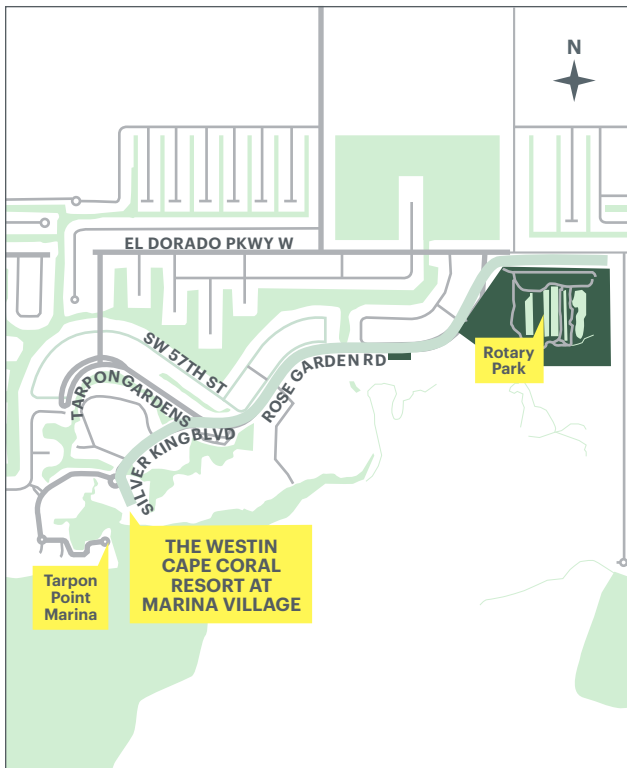 N
EL DORADO PKWY W
SW 57TH ST
Rotary
Park
ROSE GARDEN RD
TARPON GARDENS
SILVER KING BLVD
THE WESTIN
CAPE CORAL
RESORT AT
MARINA VILLAGE
Tarpon
Point
Marina